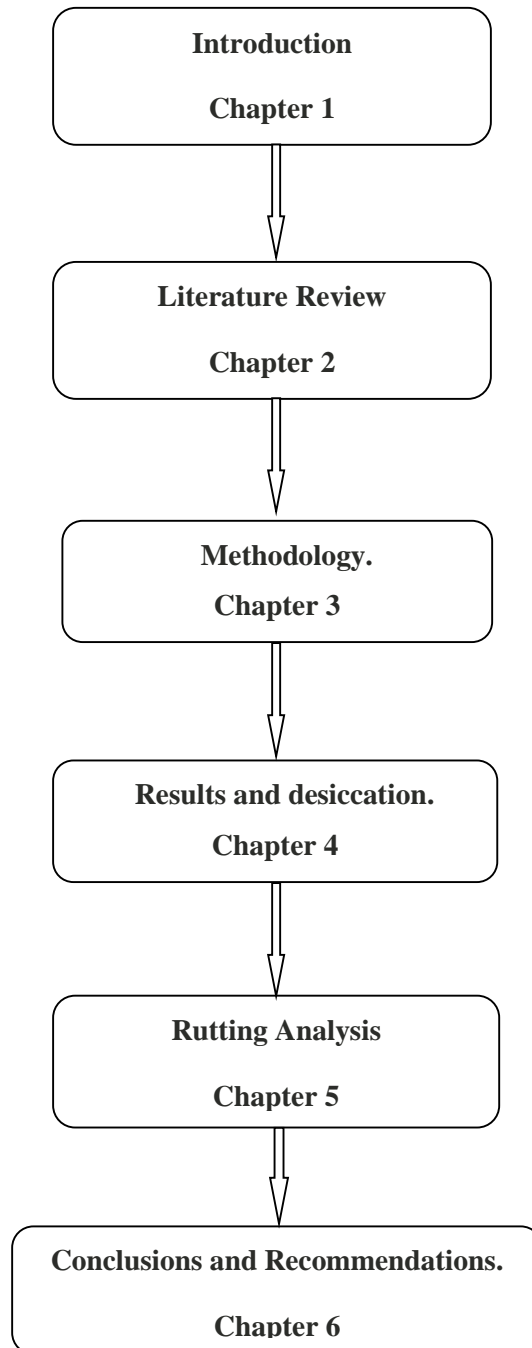 Introduction
Chapter 1
Literature Review
Chapter 2
Methodology.
Chapter 3
Results and desiccation.
Chapter 4
Rutting Analysis
Chapter 5
Conclusions and Recommendations.
Chapter 6